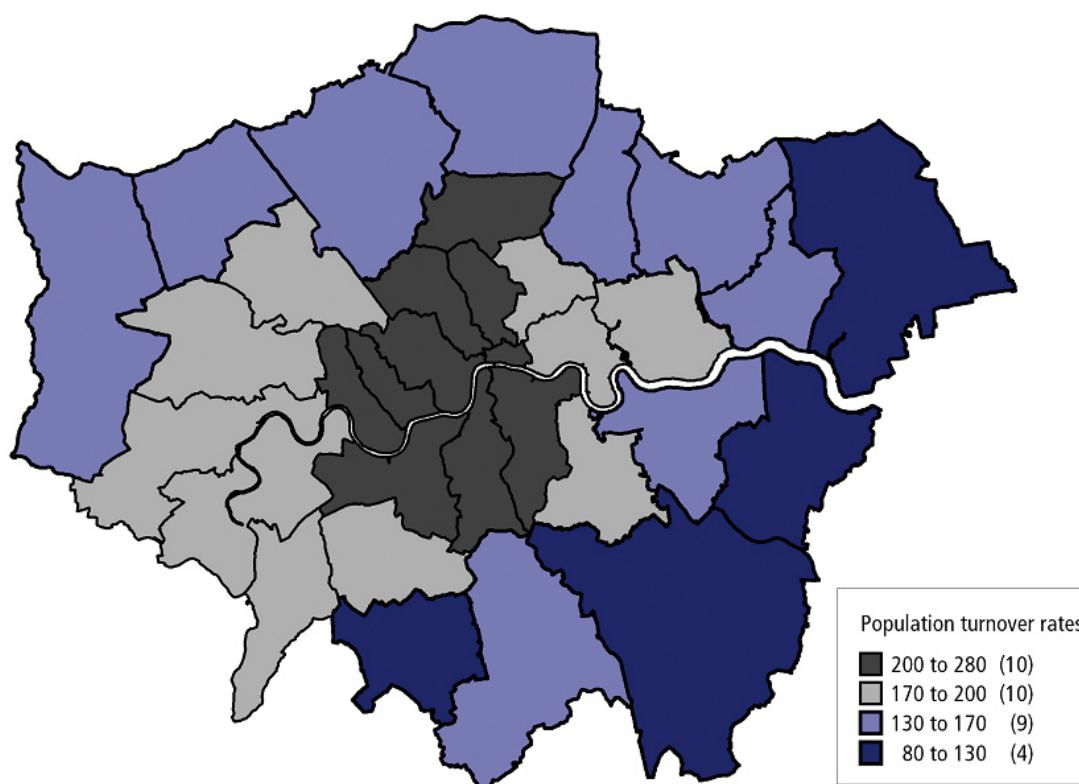 Population turnover rates
200 to 280 (10)
170 to 200 (10)
130 to 170 (9)
80 to 130 (4)